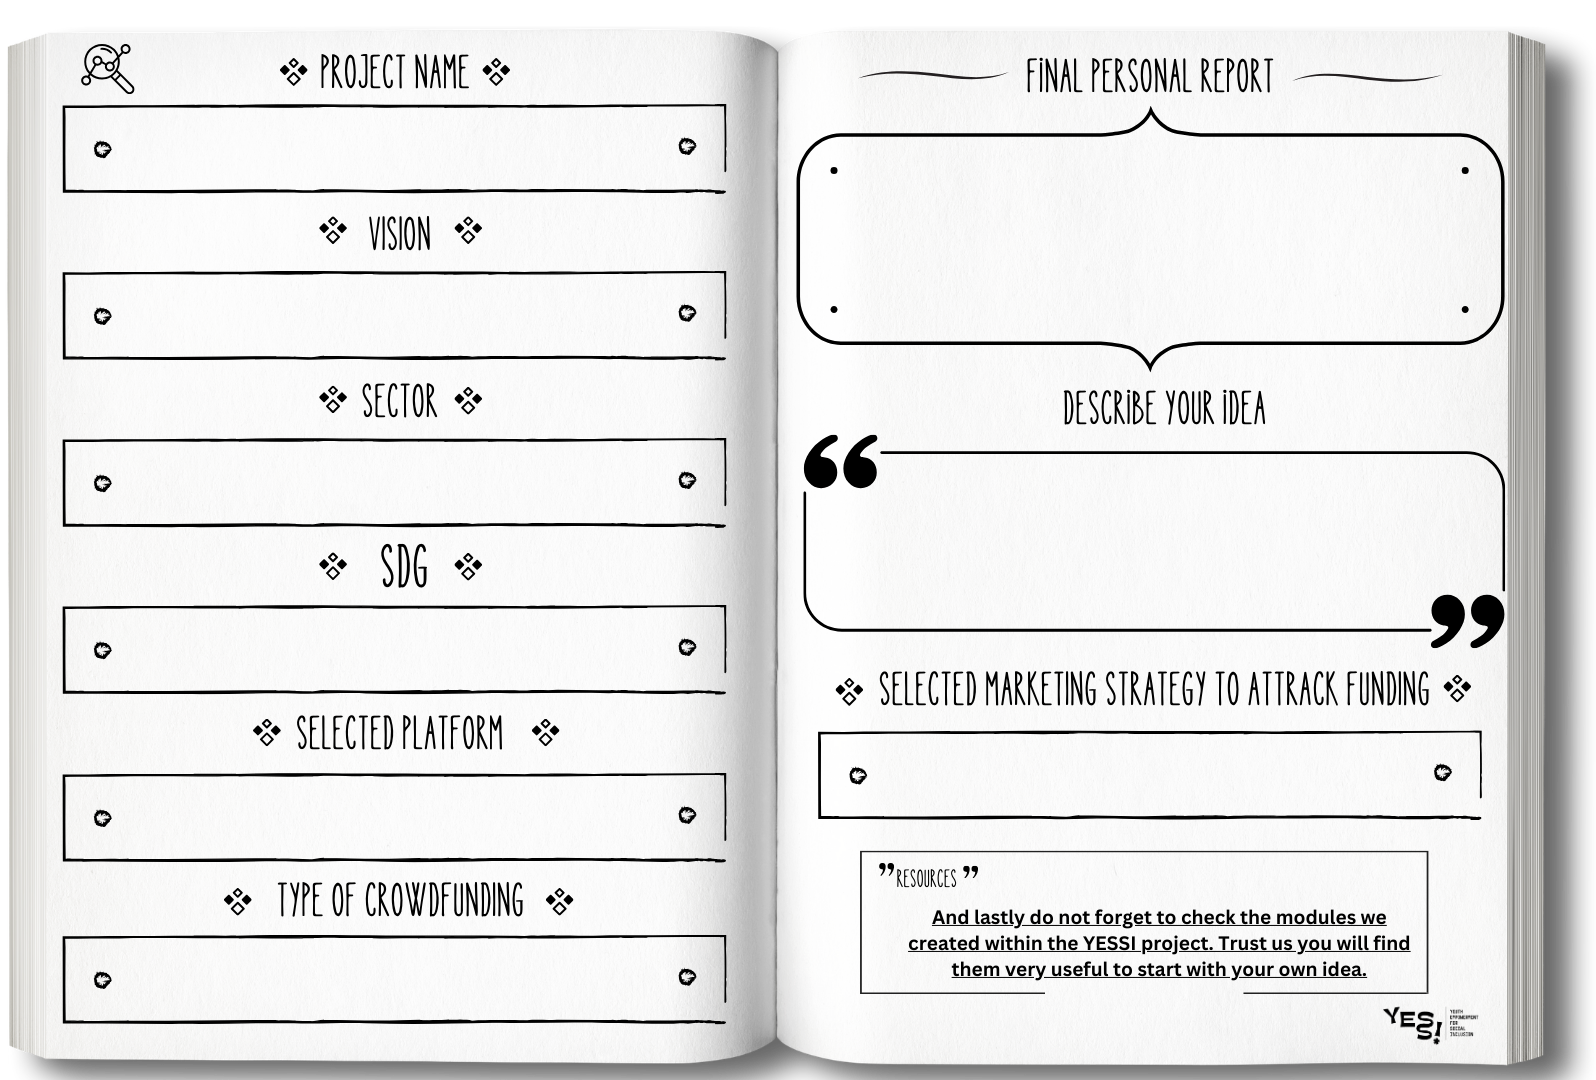 PROJECT NAME
VISION
SECTOR
SDG
SELECTED PLATFORM
TYPE OF CROWDFUNDING
FINAL PERSONAL REPORT
DESCRIBE YOUR IDEA
SELECTED MARKETING STRATEGY TO ATTRACK FUNDING
”RESOURCES”
And lastly do not forget to check the modules we
created within the YESSI project. Trust us you will find
them very useful to start with your own idea.
YESS!
YOUTH
EMPOWERMENT
FOR
SOCIAL
INCLUSION